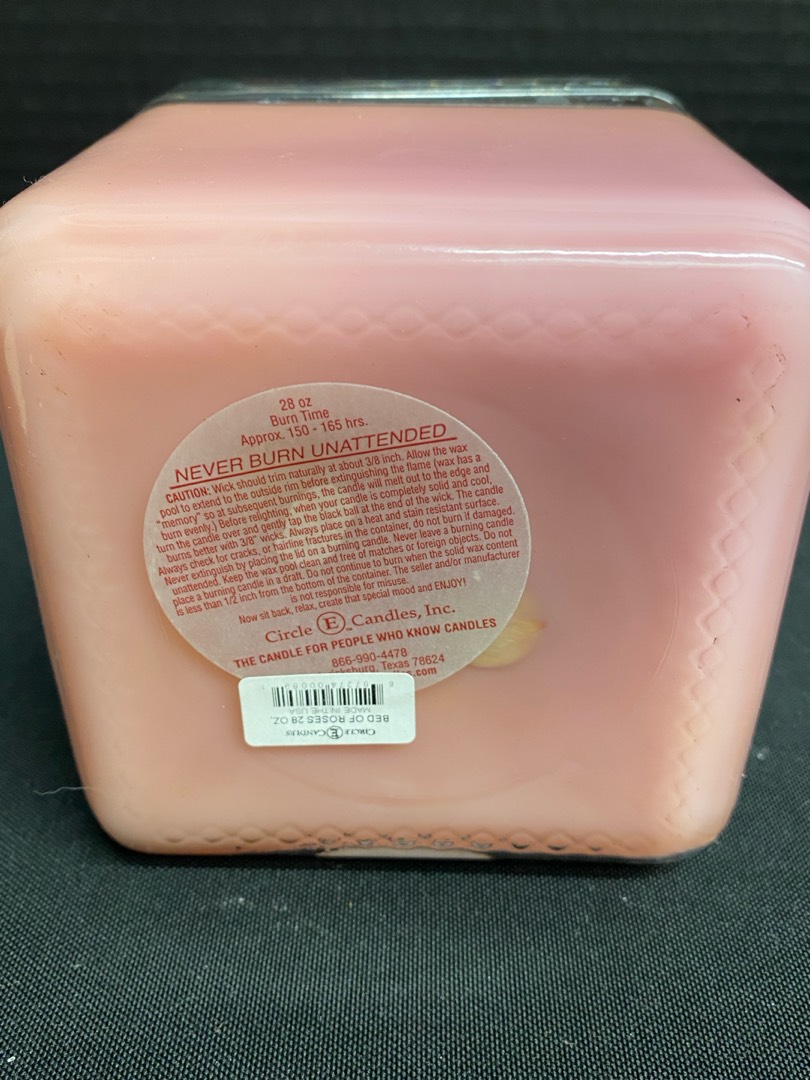 28 oz
Burn Time
Approx. 150 - 165 hrs.
NEVER BURN UNATTENDED
CAUTION: Wick should trim naturally at about 3/8 inch. Allow the wax
pool to extend to the outside rim before extinguishing the flame (wax has a
"memory" so at subsequent burnings, the candle will melt out to the edge and
burn evenly.) Before relighting, when your candle is completely solid and cool,
turn the candle over and gently tap the black ball at the end of the wick. The candle
burns better with 3/8" wicks. Always place on a heat and stain resistant surface.
Always check for cracks, or hairline fractures in the container, do not burn if damaged.
Never extinguish by placing the lid on a burning candle. Never leave a burning candle
unattended. Keep the wax pool clean and free of matches or foreign objects. Do not
place a burning candle in a draft. Do not continue to burn when the solid wax content
is less than 1/2 inch from the bottom of the container. The seller and/or manufacturer
is not responsible for misuse.
Now sit back, relax, create that special mood and ENJOY!
Circle E Candles, Inc.
THE CANDLE FOR PEOPLE WHO KNOW CANDLES
866-990-4478
cksburg, Texas 78624
.com
CIRCLE E CANDLES
BED OF ROSES 28 OZ.
MADE IN THE USA